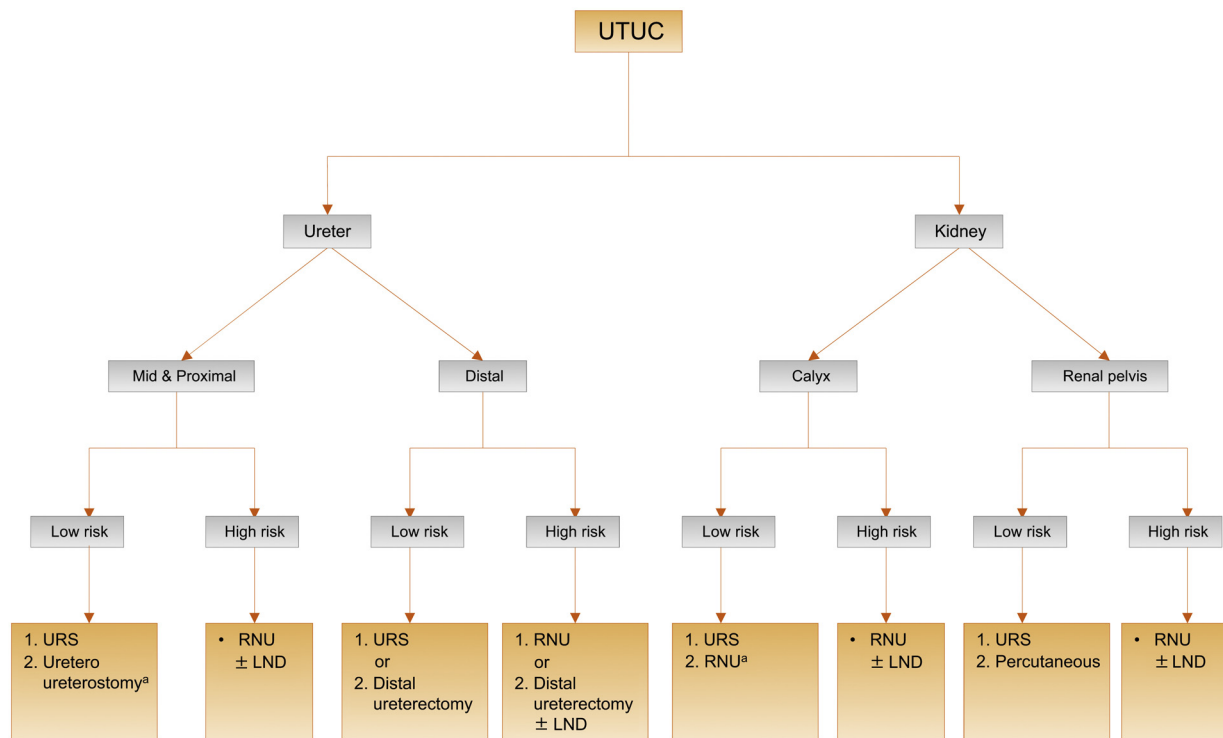 UTUC
Ureter
Kidney
Mid & Proximal
Distal
Calyx
Renal pelvis
Low risk
High risk
Low risk
High risk
Low risk
High risk
Low risk
High risk
1. URS
2. Uretero
ureterostomyᵃ
• RNU
± LND
1. URS
or
2. Distal
ureterectomy
1. RNU
or
2. Distal
ureterectomy
± LND
1. URS
2. RNUᵃ
• RNU
± LND
1. URS
2. Percutaneous
• RNU
± LND